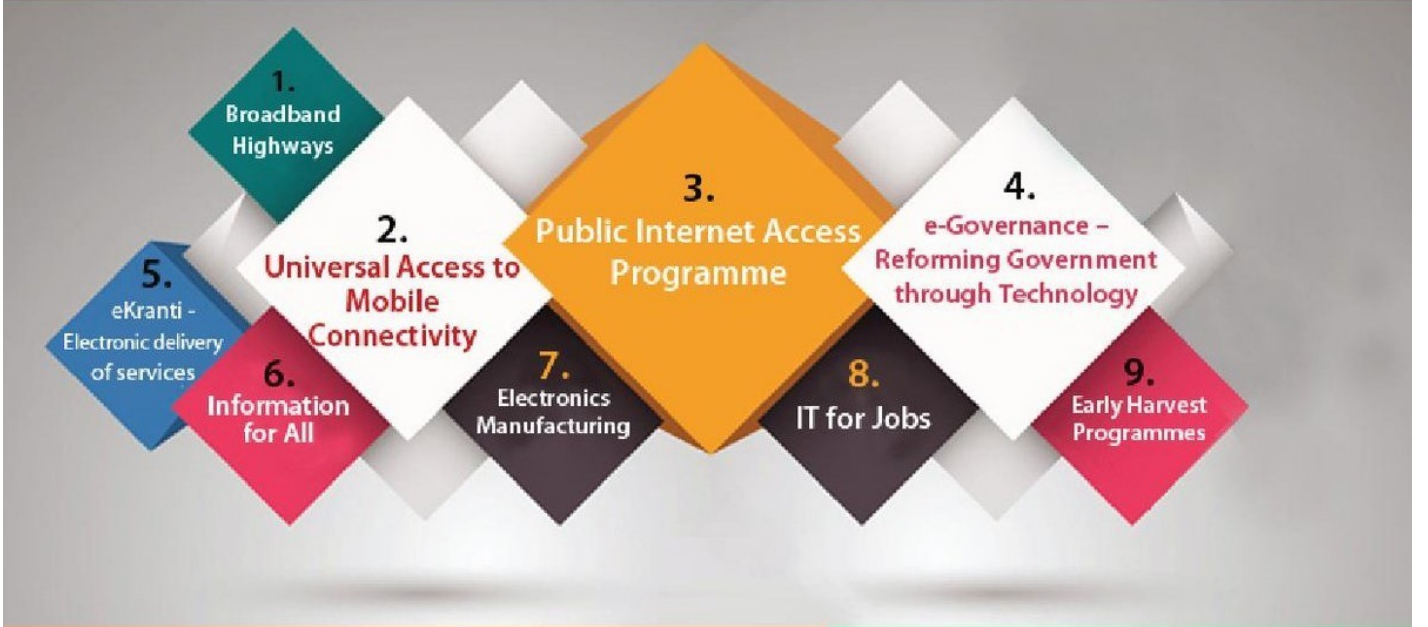 1.
Broadband
Highways
2.
Universal Access to
Mobile
Connectivity
3.
Public Internet Access
Programme
4.
e-Governance –
Reforming Government
through Technology
5.
eKranti -
Electronic delivery
of services
6.
Information
for All
7.
Electronics
Manufacturing
8.
IT for Jobs
9.
Early Harvest
Programmes